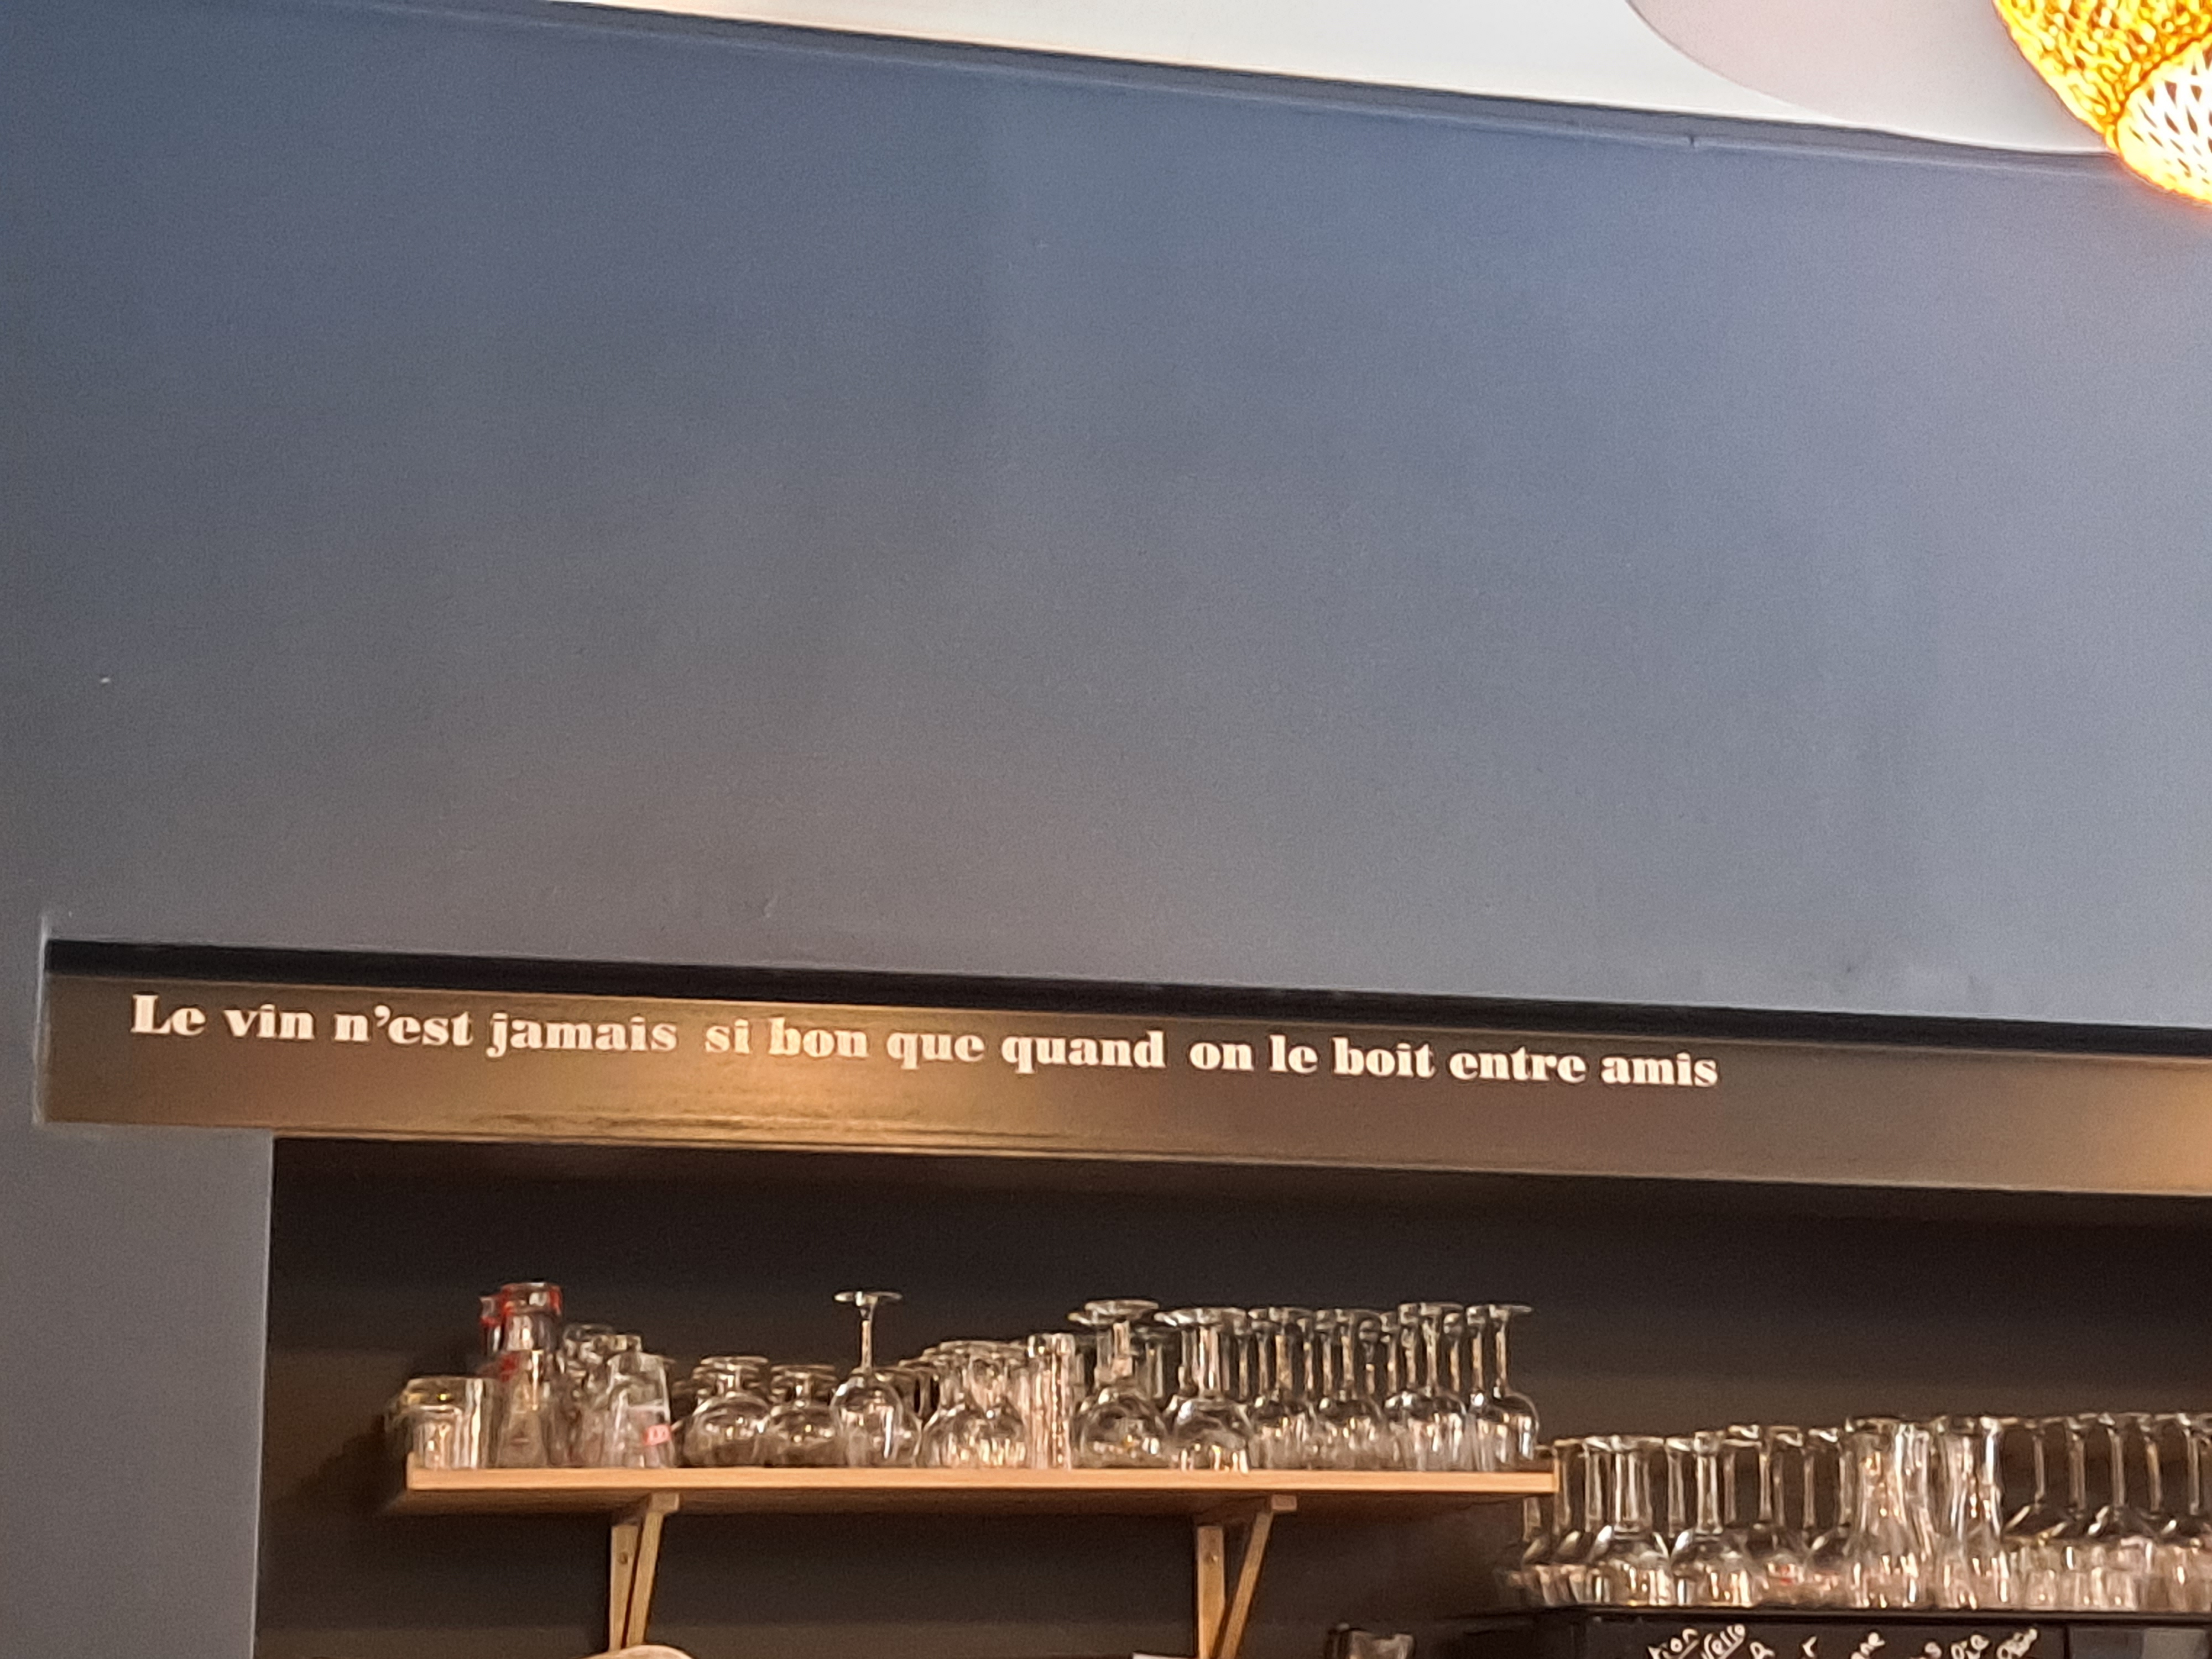 Le vin n'est jamais si bon que quand on le boit entre amis